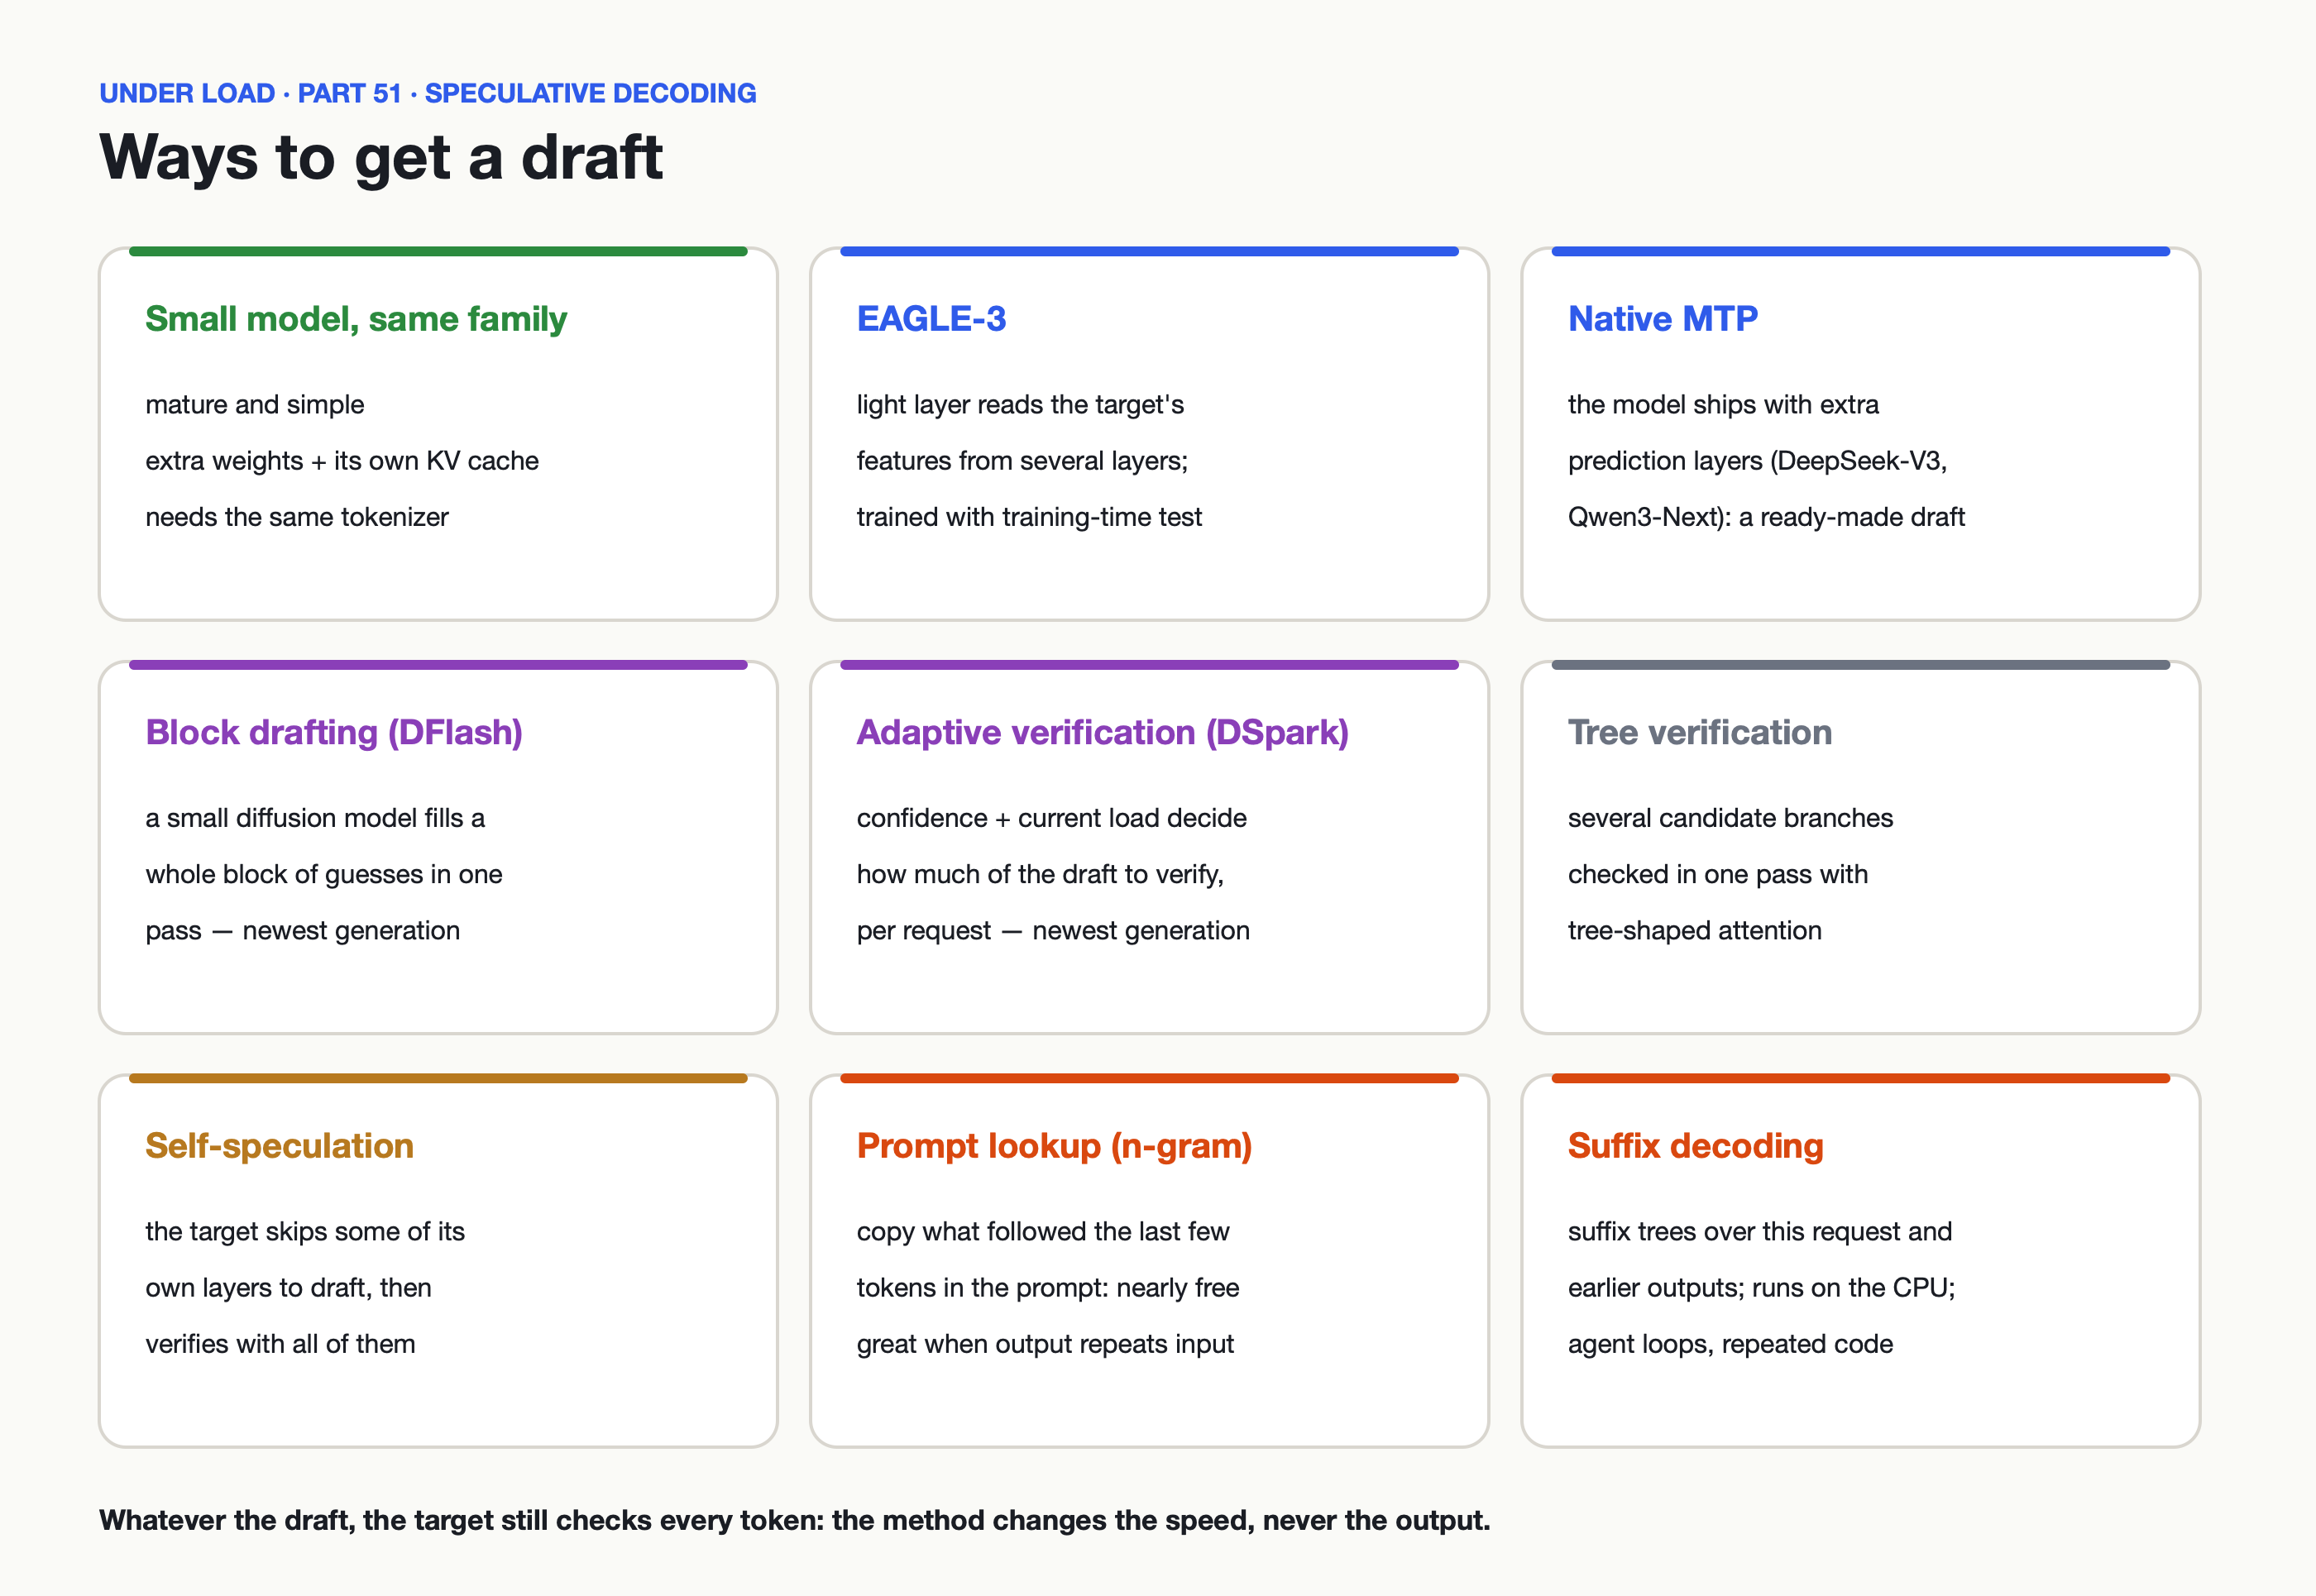 UNDER LOAD · PART 51 · SPECULATIVE DECODING
Ways to get a draft
Small model, same family
mature and simple
extra weights + its own KV cache
needs the same tokenizer
EAGLE-3
light layer reads the target's
features from several layers;
trained with training-time test
Native MTP
the model ships with extra
prediction layers (DeepSeek-V3,
Qwen3-Next): a ready-made draft
Block drafting (DFlash)
a small diffusion model fills a
whole block of guesses in one
pass — newest generation
Adaptive verification (DSpark)
confidence + current load decide
how much of the draft to verify,
per request — newest generation
Tree verification
several candidate branches
checked in one pass with
tree-shaped attention
Self-speculation
the target skips some of its
own layers to draft, then
verifies with all of them
Prompt lookup (n-gram)
copy what followed the last few
tokens in the prompt: nearly free
great when output repeats input
Suffix decoding
suffix trees over this request and
earlier outputs; runs on the CPU;
agent loops, repeated code
Whatever the draft, the target still checks every token: the method changes the speed, never the output.